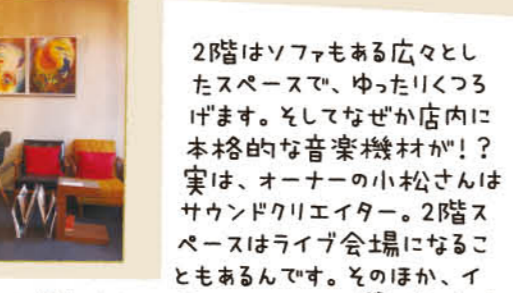 2階はソファもある広々とし
たスペースで、ゆったりくつろ
げます。そしてなぜか店内に
本格的な音楽機材が！？
実は、オーナーの小松さんは
サウンドクリエイター。2階ス
ペースはライブ会場になるこ
ともあるんです。そのほか、イ